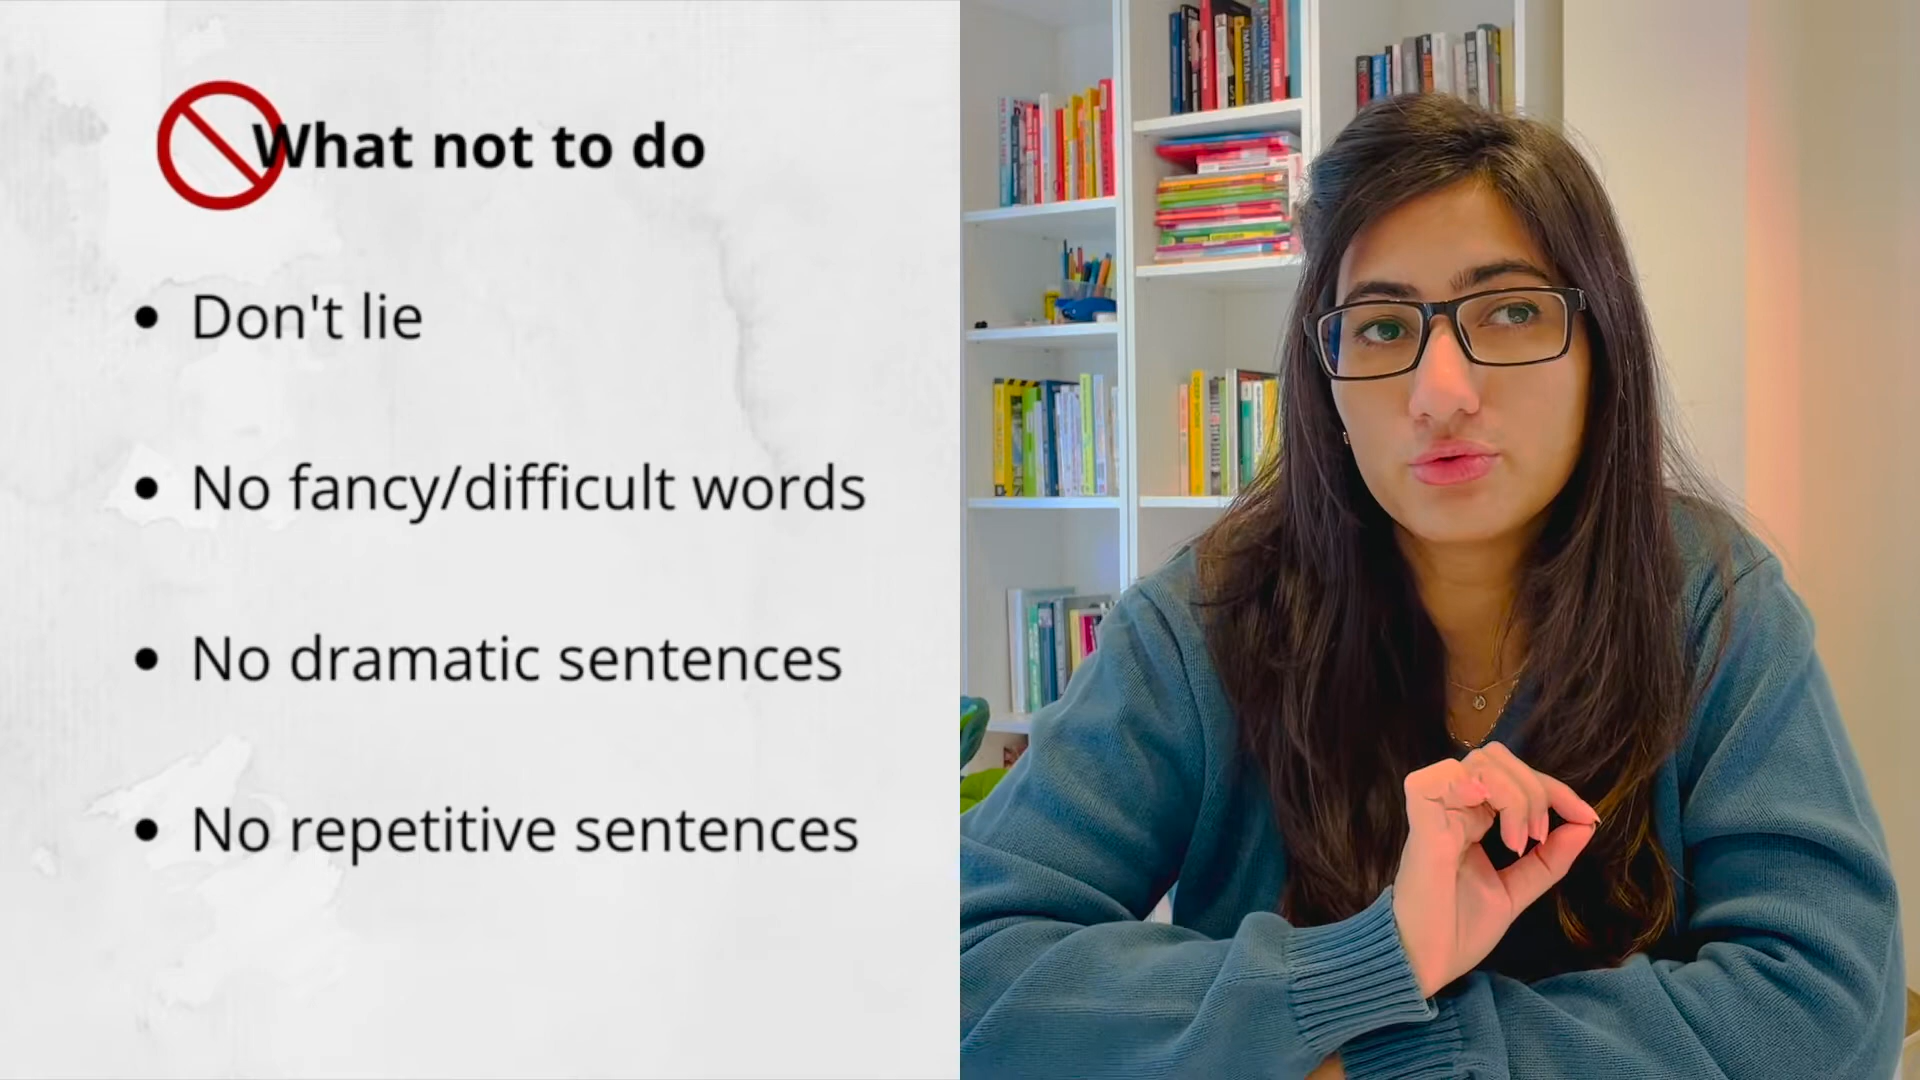 What not to do
Don't lie
No fancy/difficult words
No dramatic sentences
No repetitive sentences